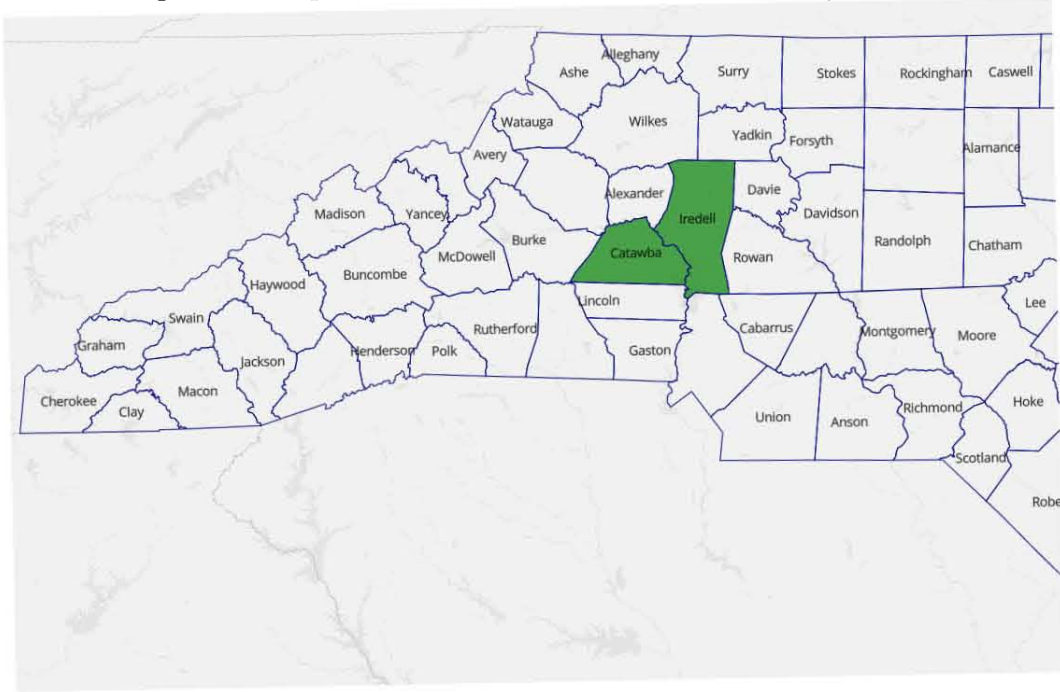 Alleghany
Ashe
Surry
Stokes
Rockingham
Caswell
Watauga
Wilkes
Yadkin
Forsyth
Alamance
Avery
Alexander
Davie
Madison
Yancey
Iredell
Davidson
Burke
Randolph
Chatham
McDowell
Catawba
Rowan
Buncombe
Haywood
Lincoln
Lee
Swain
Rutherford
Cabarrus
Montgomery
Moore
Graham
Henderson
Polk
Gaston
Jackson
Macon
Cherokee
Clay
Union
Anson
Richmond
Hoke
Scotland
Robe